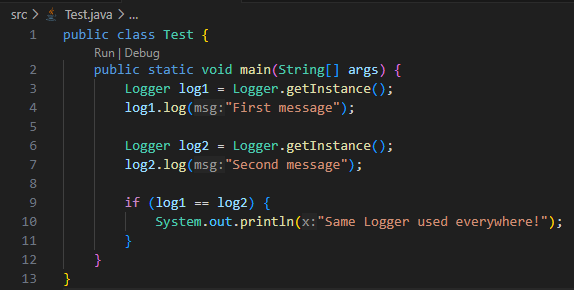 src > Test.java > ...
1 public class Test {
Run | Debug
2     public static void main(String[] args) {
3         Logger log1 = Logger.getInstance();
4         log1.log(msg:"First message");
5
6         Logger log2 = Logger.getInstance();
7         log2.log(msg:"Second message");
8
9         if (log1 == log2) {
10             System.out.println(x:"Same Logger used everywhere!");
11         }
12     }
13 }